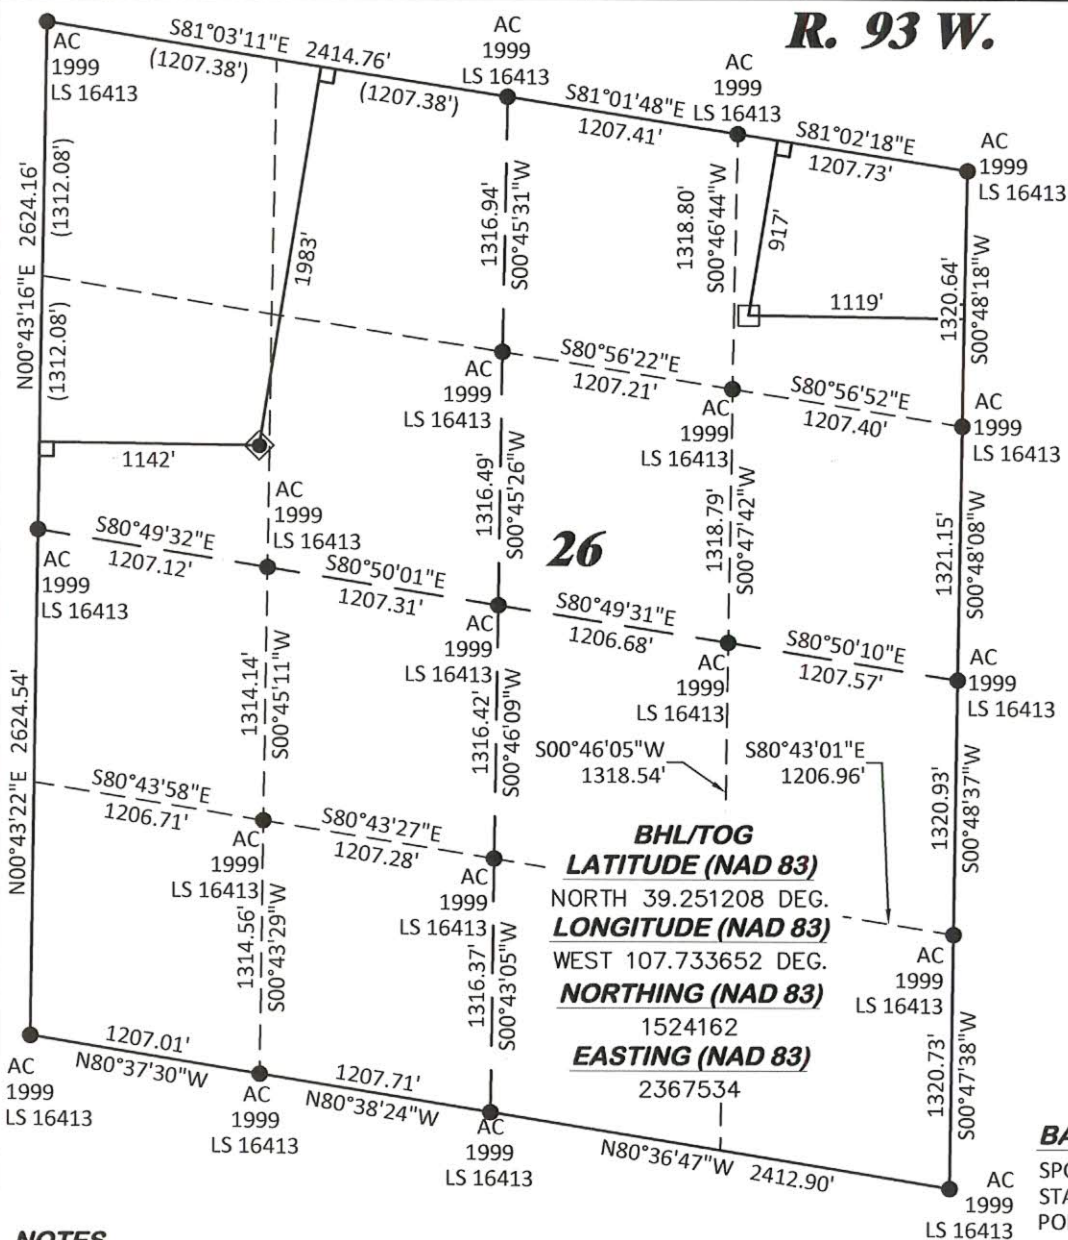 R. 93 W.
AC
1999
LS 16413
S81°03'11"E 2414.76'
(1207.38')
(1207.38')
AC
1999
LS 16413
S81°01'48"E
1207.41'
AC
1999
LS 16413
S81°02'18"E
1207.73'
AC
1999
LS 16413
N00°43'16"E 2624.16'
(1312.08')
(1312.08')
1983'
1316.94'
S00°45'31"W
1318.80'
S00°46'44"W
917'
1119'
1320.64'
S00°48'18"W
S80°56'22"E
1207.21'
S80°56'52"E
1207.40'
AC
1999
LS 16413
AC
1999
LS 16413
AC
1999
LS 16413
1142'
1316.49'
S00°45'26"W
1318.79'
S00°47'42"W
1321.15'
S00°48'08"W
AC
1999
LS 16413
26
S80°49'32"E
1207.12'
S80°50'01"E
1207.31'
S80°49'31"E
1206.68'
S80°50'10"E
1207.57'
AC
1999
LS 16413
AC
1999
LS 16413
AC
1999
LS 16413
AC
1999
LS 16413
N00°43'22"E 2624.54'
1314.14'
S00°45'11"W
1316.42'
S00°46'09"W
S00°46'05"W
1318.54'
S80°43'01"E
1206.96'
1320.93'
S00°48'37"W
S80°43'58"E
1206.71'
S80°43'27"E
1207.28'
AC
1999
LS 16413
AC
1999
LS 16413
AC
1999
LS 16413
BHL/TOG
LATITUDE (NAD 83)
NORTH 39.251208 DEG.
LONGITUDE (NAD 83)
WEST 107.733652 DEG.
NORTHING (NAD 83)
1524162
EASTING (NAD 83)
2367534
1314.56'
S00°43'29"W
1316.37'
S00°43'05"W
1320.73'
S00°47'38"W
1207.01'
N80°37'30"W
1207.71'
N80°38'24"W
N80°36'47"W 2412.90'
AC
1999
LS 16413
AC
1999
LS 16413
AC
1999
LS 16413
AC
1999
LS 16413
BA
SPO
STA
PO
NOTES